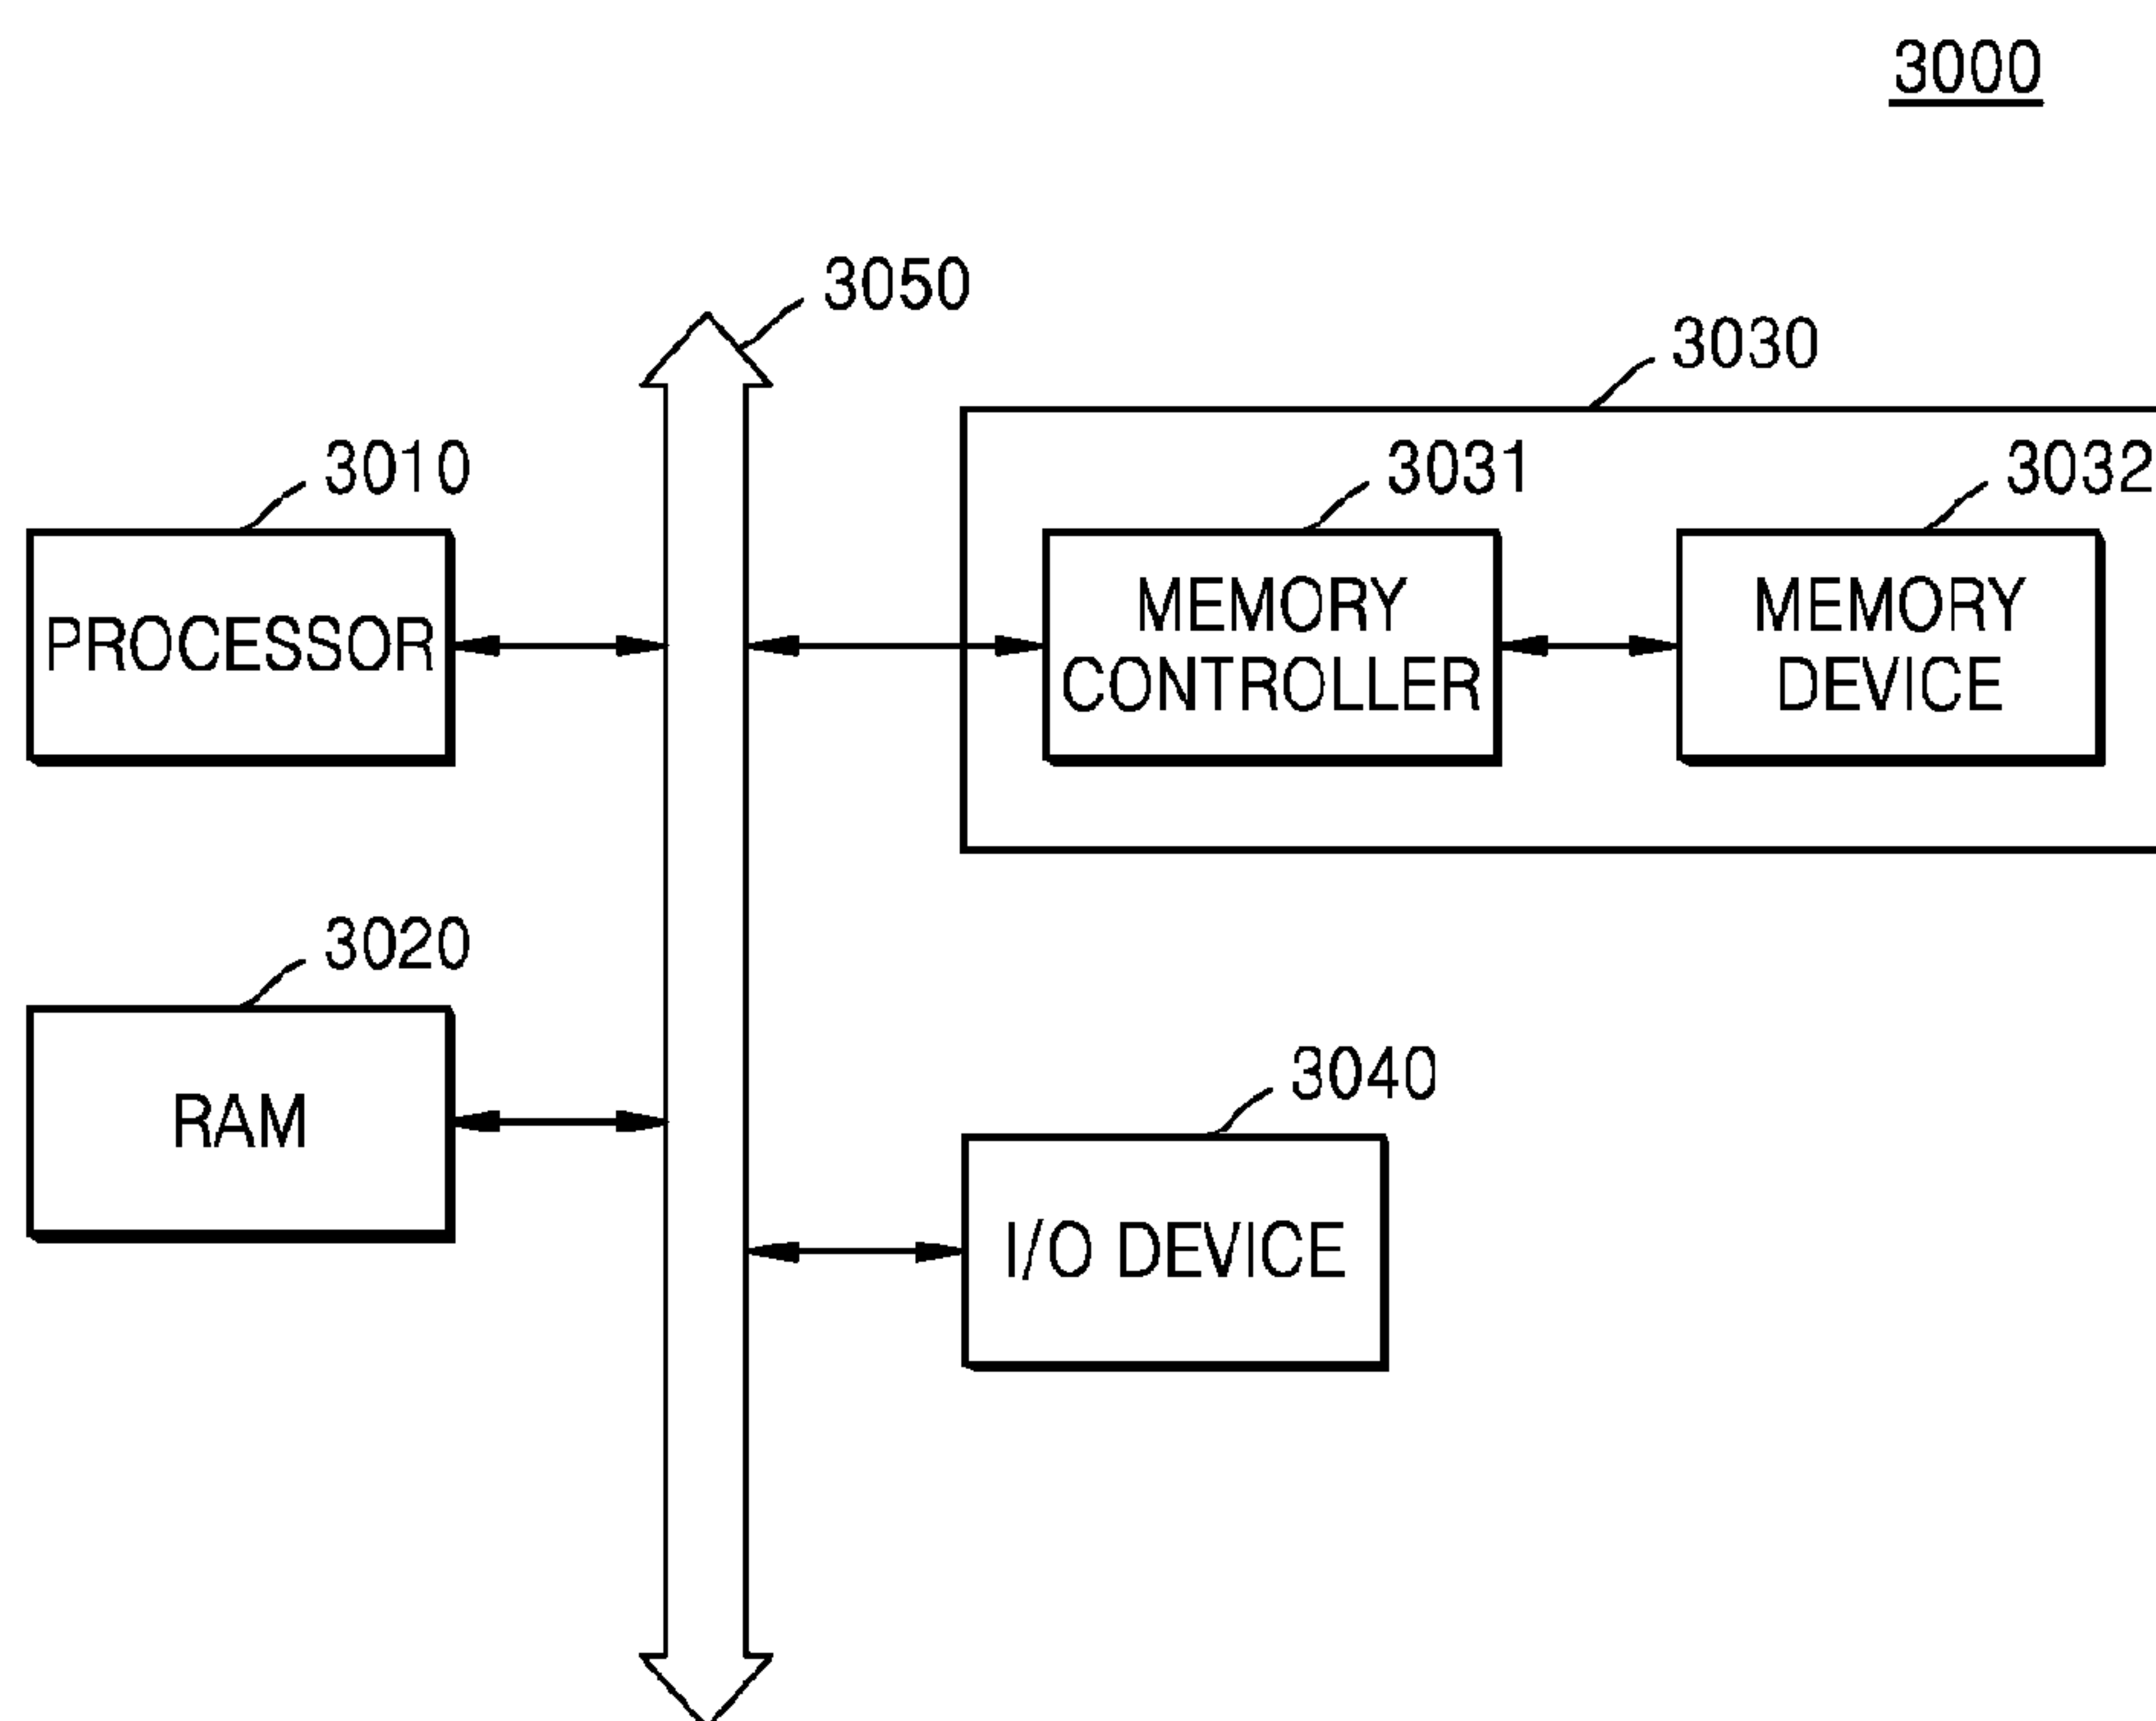 3000
3050
3030
3010
3031
3032
PROCESSOR
MEMORY
CONTROLLER
MEMORY
DEVICE
3020
RAM
3040
I/O DEVICE